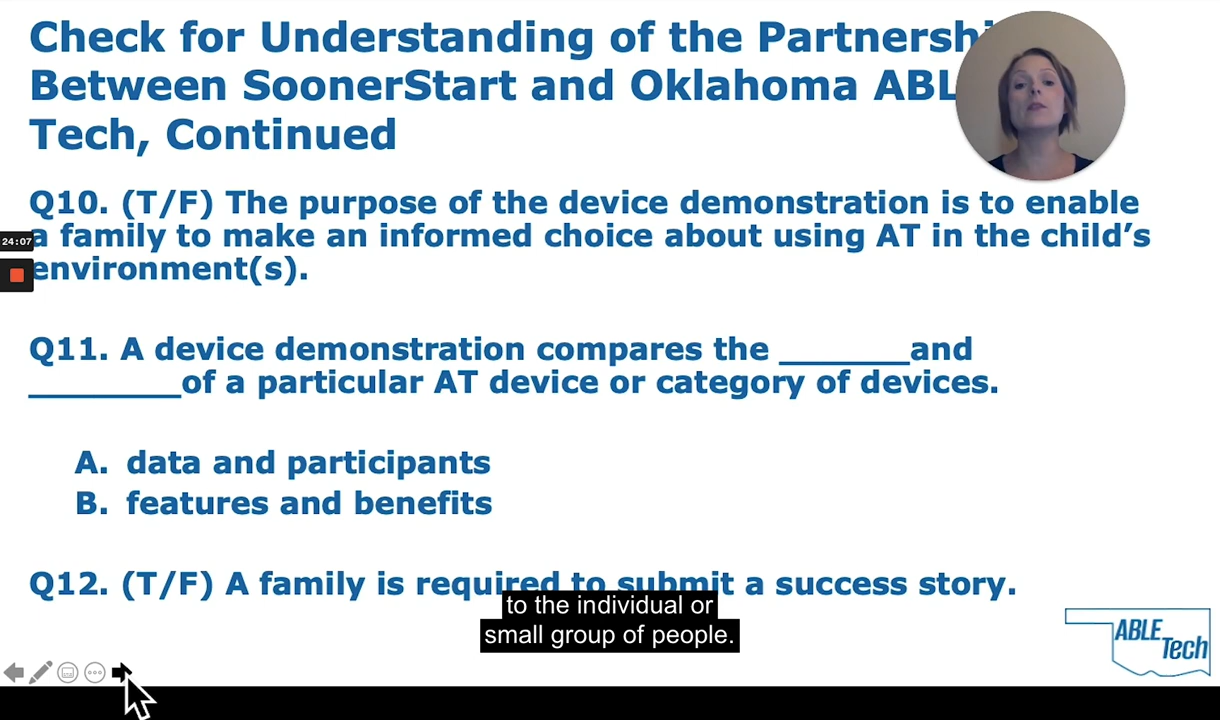 Check for Understanding of the Partnershi
Between SoonerStart and Oklahoma ABL
Tech, Continued
Q10. (T/F) The purpose of the device demonstration is to enable
24:07
a family to make an informed choice about using AT in the child’s
environment(s).
Q11. A device demonstration compares the _______and
________of a particular AT device or category of devices.
A. data and participants
B. features and benefits
Q12. (T/F) A family is required to submit a success story.
to the individual or
small group of people.
ABLE
Tech